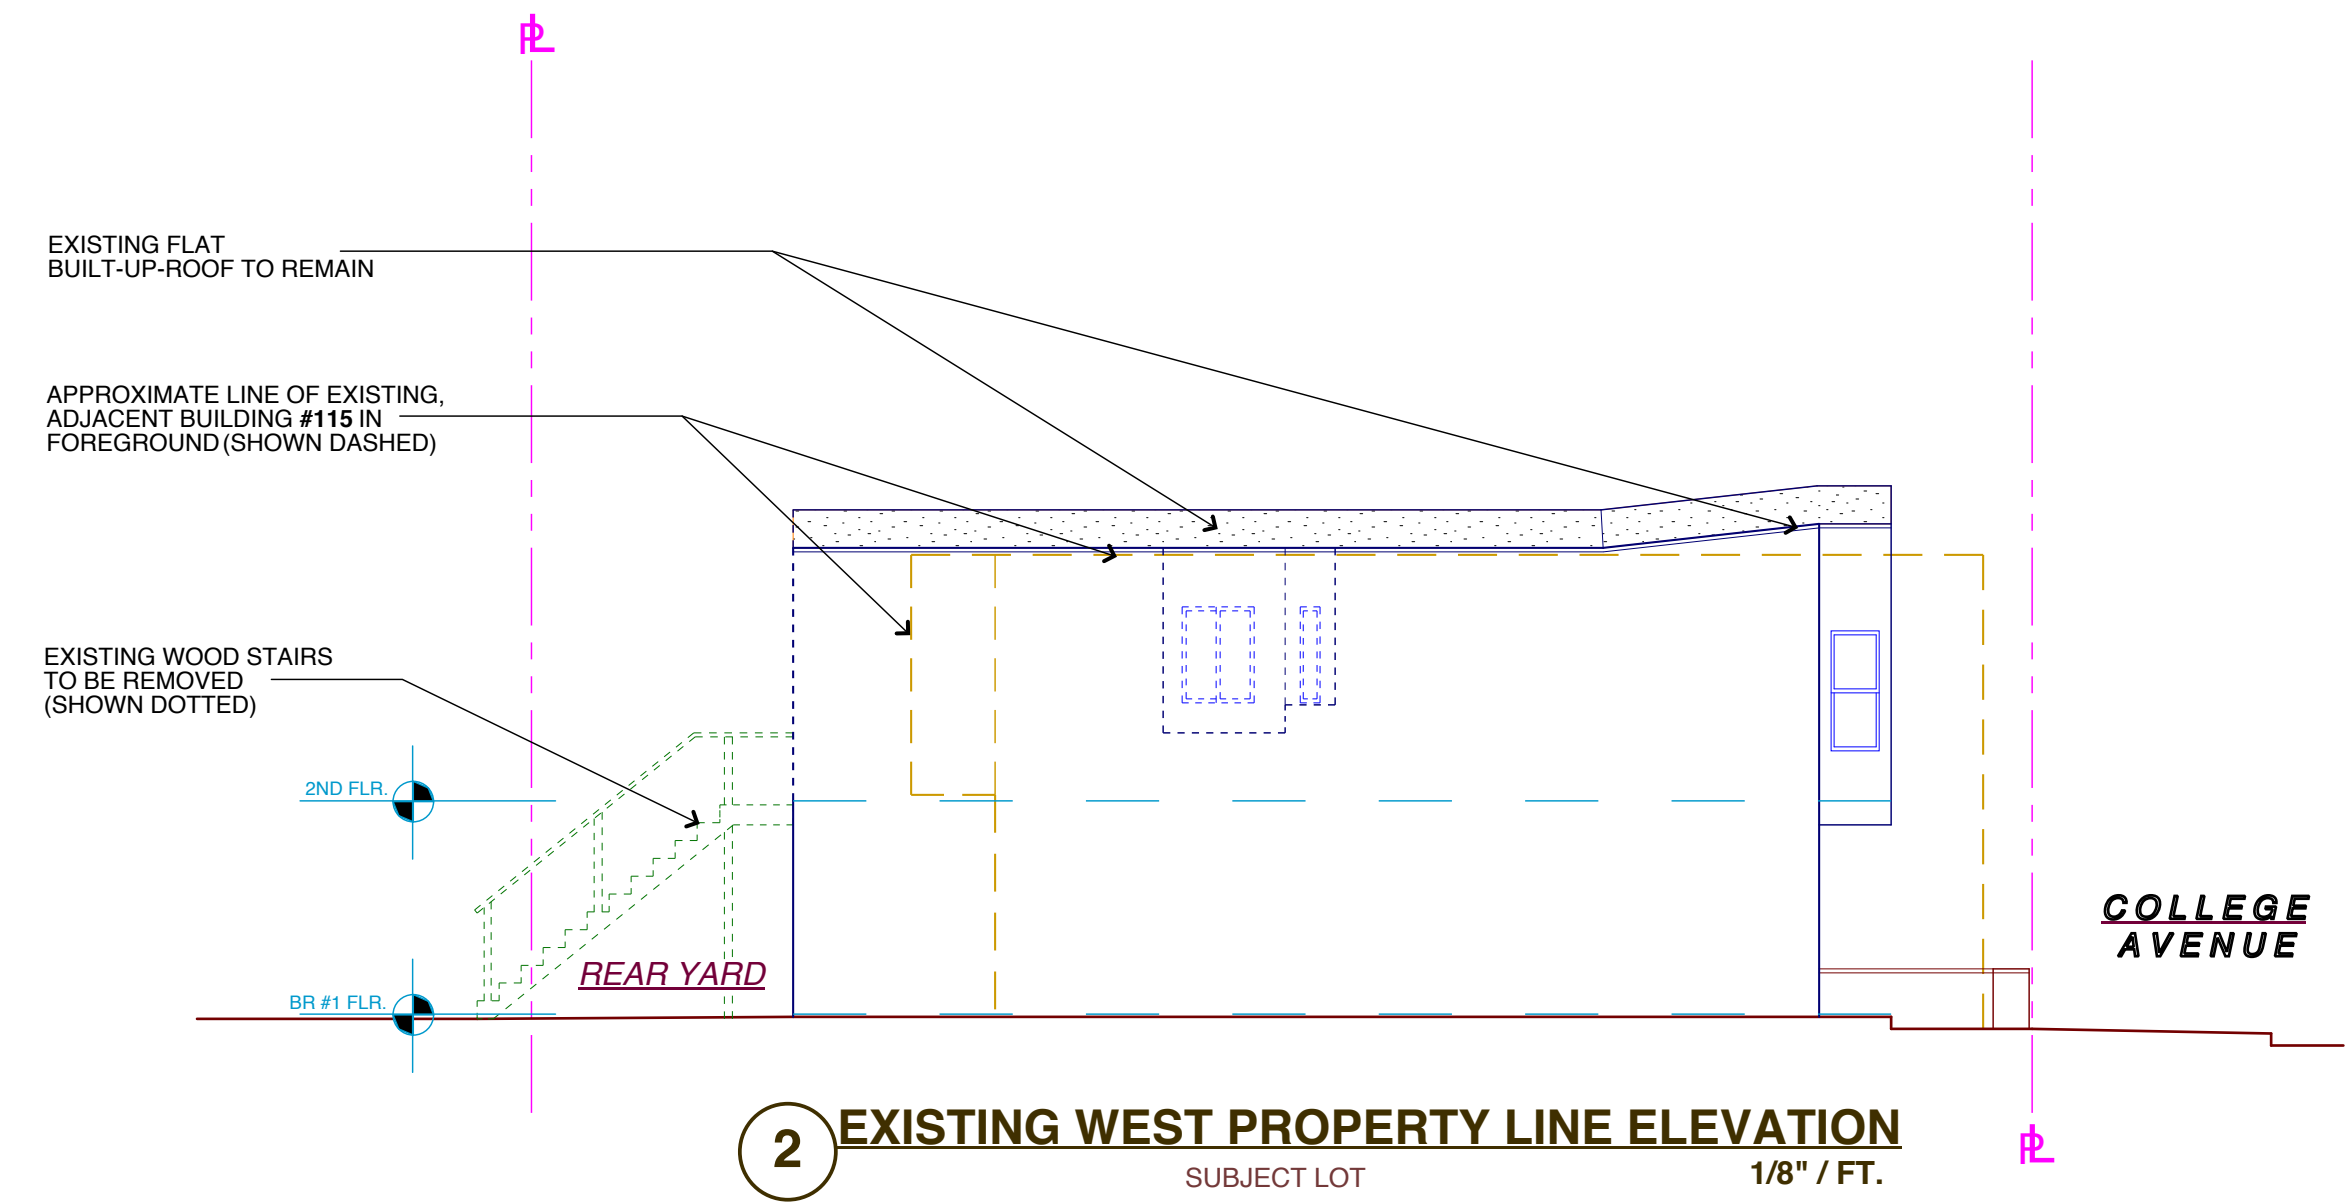 PL
EXISTING FLAT
BUILT-UP-ROOF TO REMAIN
APPROXIMATE LINE OF EXISTING,
ADJACENT BUILDING #115 IN
FOREGROUND (SHOWN DASHED)
EXISTING WOOD STAIRS
TO BE REMOVED
(SHOWN DOTTED)
2ND FLR.
COLLEGE
AVENUE
REAR YARD
BR #1 FLR.
2 EXISTING WEST PROPERTY LINE ELEVATION
SUBJECT LOT 1/8" / FT.
PL